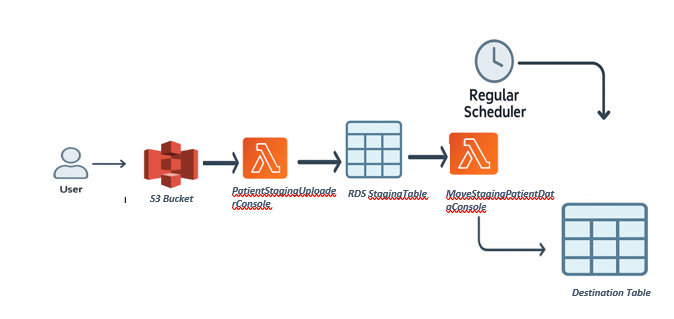 Regular
Scheduler
User
S3 Bucket
PatientStagingUploade
rConsole
RDS StagingTable
MoveStagingPatientDat
aConsole
Destination Table